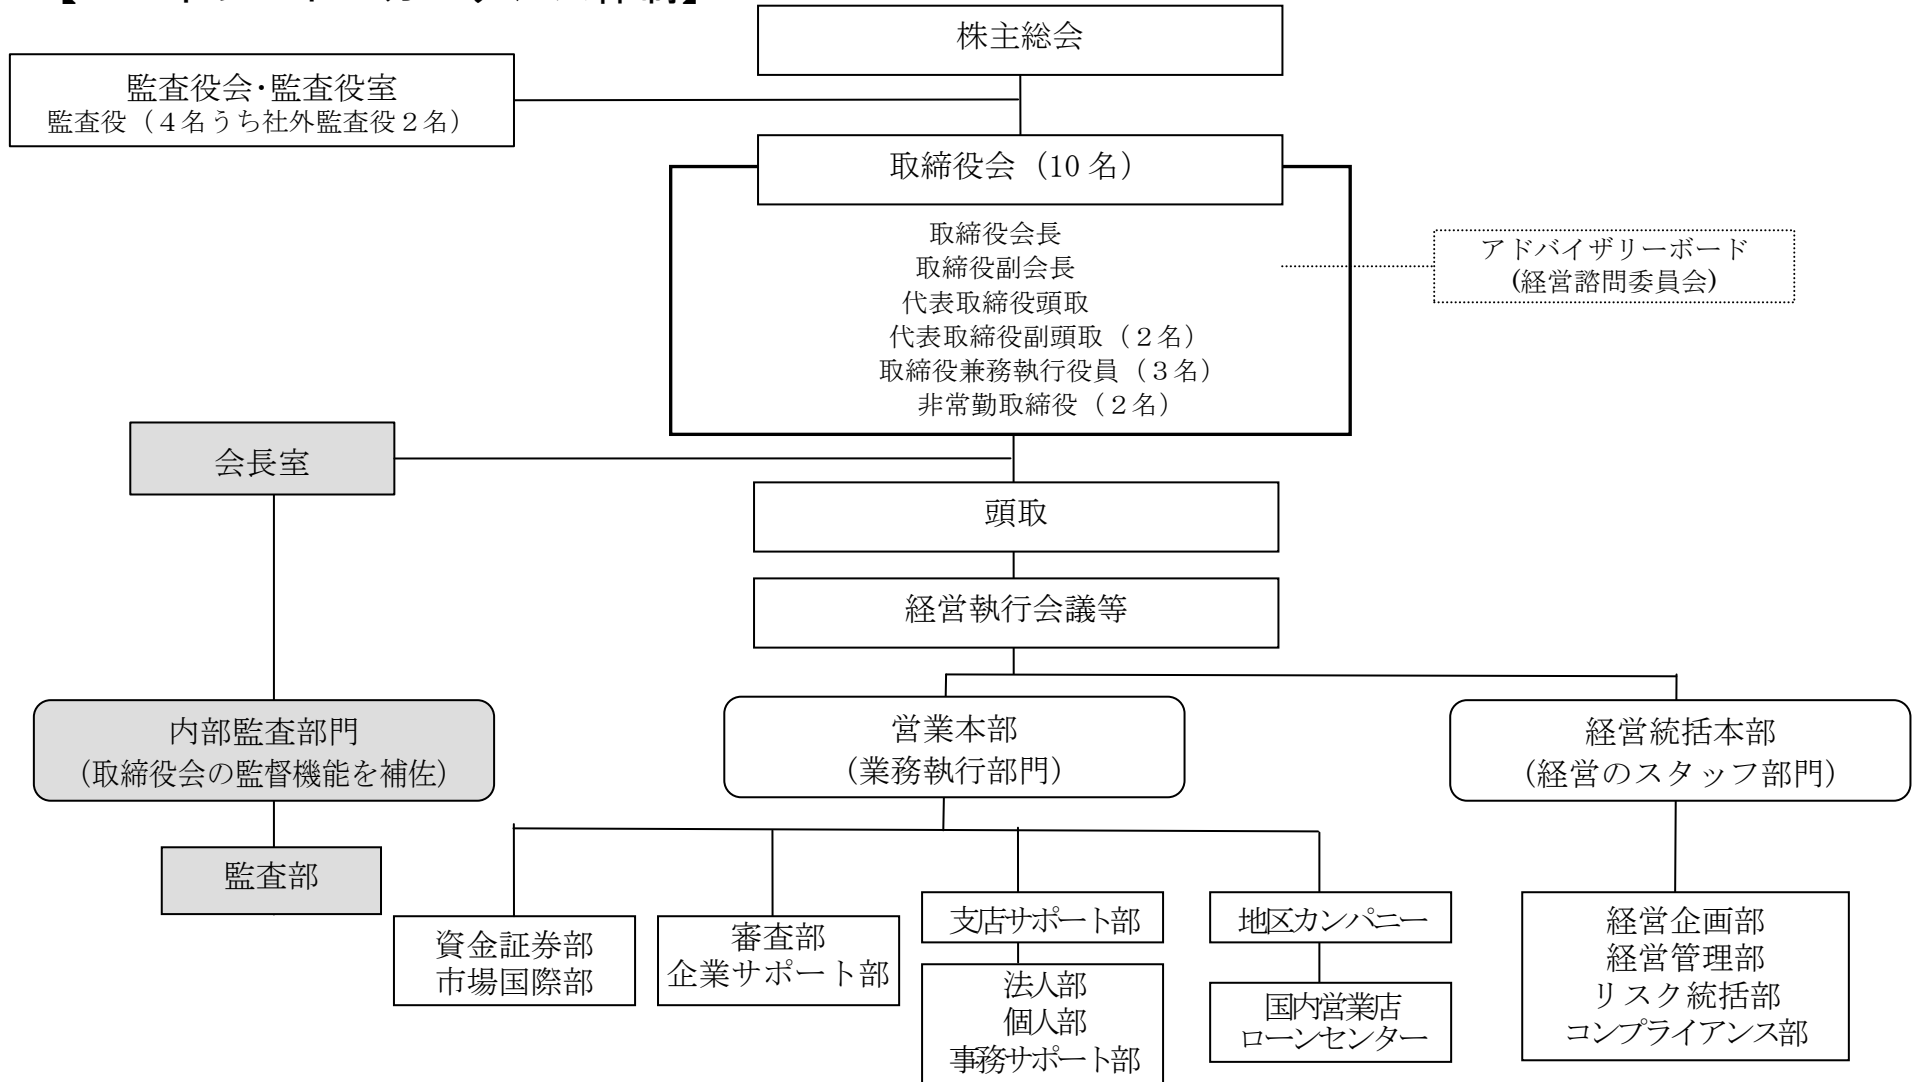 株主総会
監査役会・監査役室
監査役（４名うち社外監査役２名）
取締役会（10 名）
取締役会長
取締役副会長
代表取締役頭取
代表取締役副頭取（２名）
取締役兼務執行役員（３名）
非常勤取締役（２名）
アドバイザリーボード
(経営諮問委員会)
会長室
頭取
経営執行会議等
内部監査部門
（取締役会の監督機能を補佐）
営業本部
（業務執行部門）
経営統括本部
（経営のスタッフ部門）
監査部
資金証券部
市場国際部
審査部
企業サポート部
支店サポート部
法人部
個人部
事務サポート部
地区カンパニー
国内営業店
ローンセンター
経営企画部
経営管理部
リスク統括部
コンプライアンス部